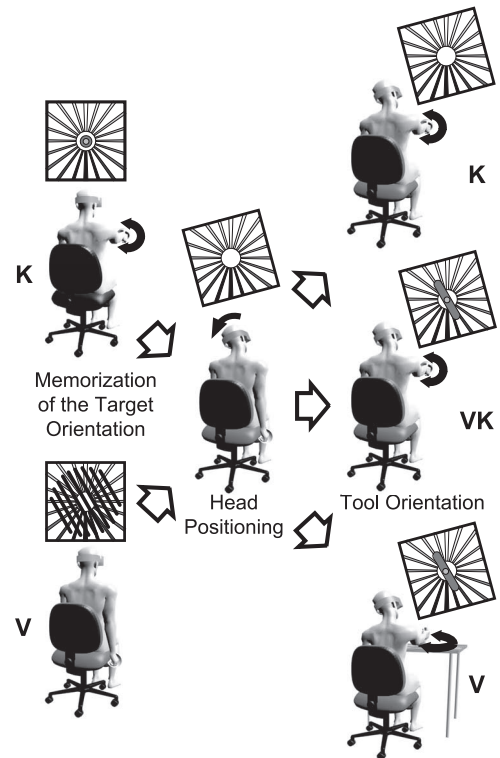 K
K
Memorization
of the Target
Orientation
VK
Head
Positioning
Tool Orientation
V
V